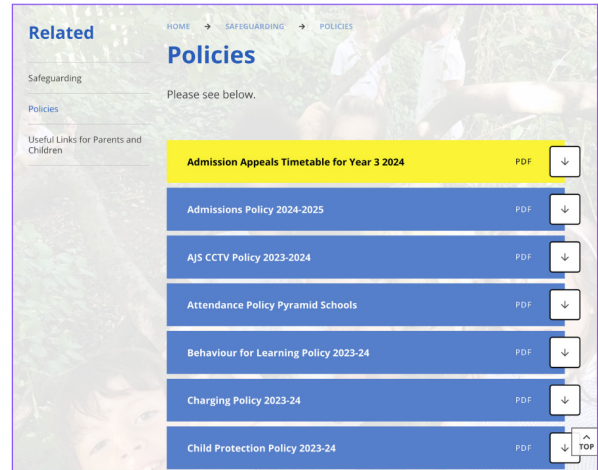 Related
Safeguarding
Policies
Useful Links for Parents and
Children
HOME → SAFEGUARDING → POLICIES
Policies
Please see below.
Admission Appeals Timetable for Year 3 2024 PDF
Admissions Policy 2024-2025 PDF
AJS CCTV Policy 2023-2024 PDF
Attendance Policy Pyramid Schools PDF
Behaviour for Learning Policy 2023-24 PDF
Charging Policy 2023-24 PDF
Child Protection Policy 2023-24 PDF
TOP